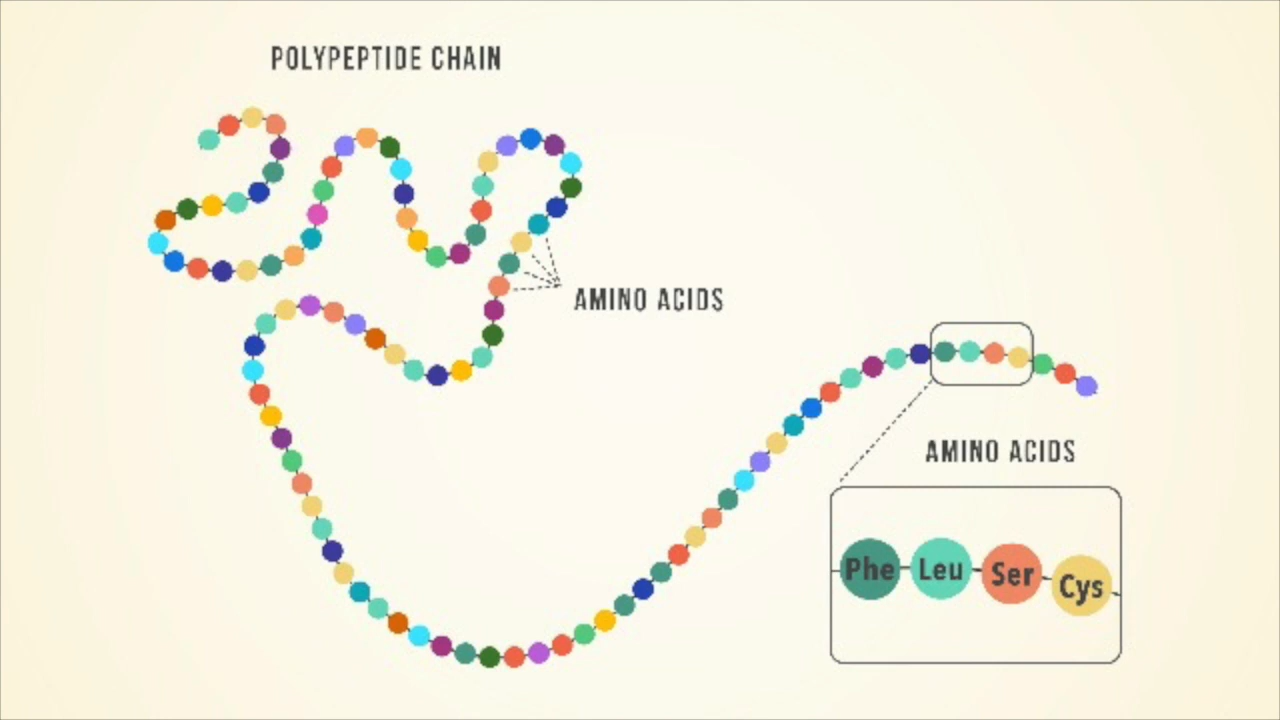 POLYPEPTIDE CHAIN
AMINO ACIDS
AMINO ACIDS
Phe Leu Ser Cys